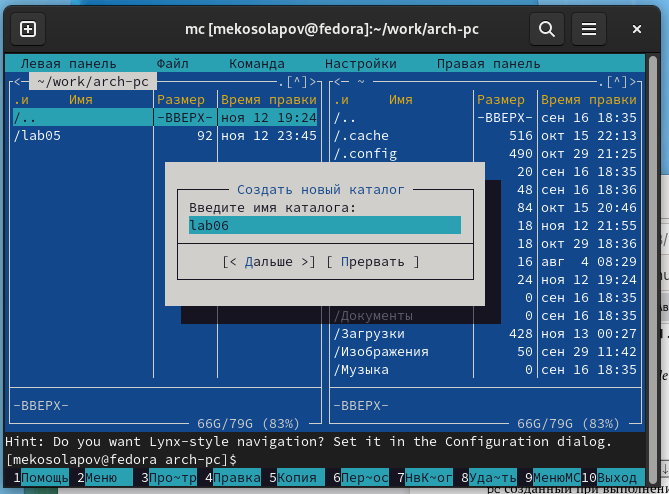 mc [mekosolapov@fedora]:~/work/arch-pc
Левая панель Файл Команда Настройки Правая панель
<- ~/work/arch-pc .[^]> <- ~ .[^]>
.и Имя Размер Время правки .и Имя Размер Время правки
/.. -ВВЕРХ- ноя 12 19:24 /.. -ВВЕРХ- сен 16 18:35
/lab05 92 ноя 12 23:45 /.cache 516 окт 15 22:13
/.config 490 окт 29 21:25
20 сен 16 18:35
Создать новый каталог 48 сен 16 18:36
Введите имя каталога: 84 окт 15 20:46
lab06 18 ноя 12 21:55
18 окт 29 18:36
[< Дальше >] [ Прервать ] 16 авг 4 08:29
24 ноя 12 19:24
0 сен 16 18:35
/Документы 0 сен 16 18:35
/Загрузки 428 ноя 13 00:27
/Изображения 50 сен 29 11:42
/Музыка 0 сен 16 18:35
-ВВЕРХ- -ВВЕРХ-
66G/79G (83%) 66G/79G (83%)
Hint: Do you want Lynx-style navigation? Set it in the Configuration dialog.
[mekosolapov@fedora arch-pc]$
1Помощь 2Меню 3Про~тр 4Правка 5Копия 6Пер~ос 7НвК~ог 8Уда~ть 9МенюМС 10Выход
рс созданный при выполнени